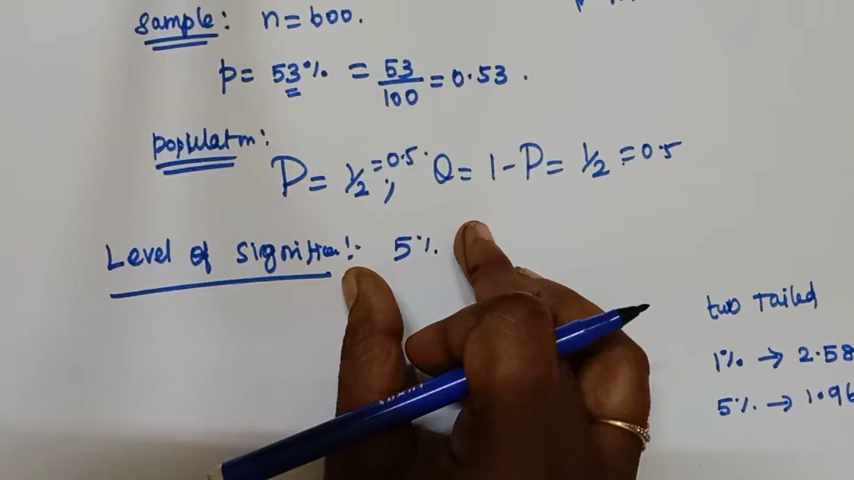 Sample: n=600.
p= 53% = 53/100 = 0.53.
Populatn:
P= 1/2 =0.5; Q= 1-P= 1/2 =0.5
Level of 5%.
two Tailed
1% → 2.58
5% → 1.96